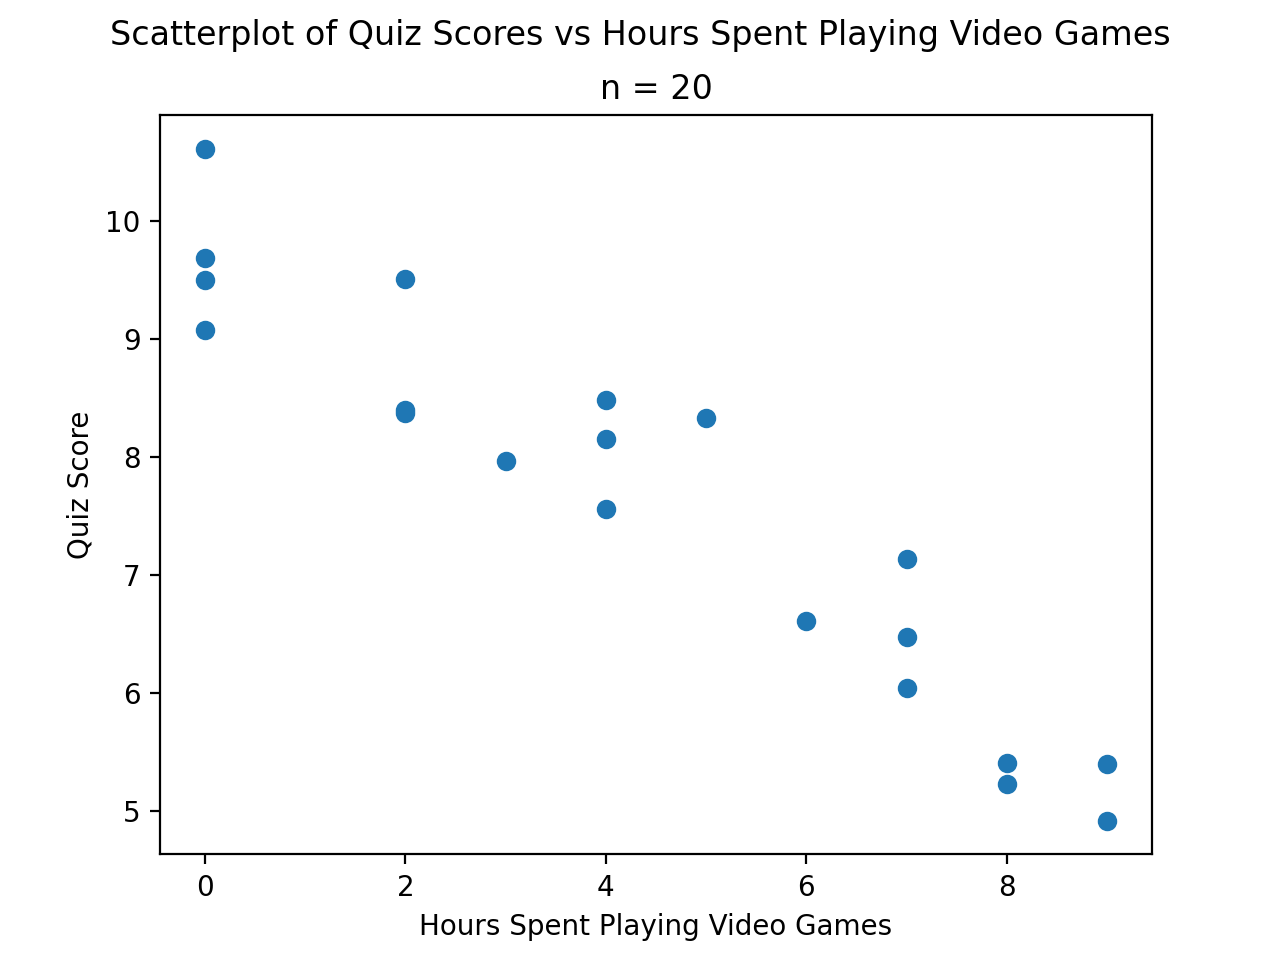 Scatterplot of Quiz Scores vs Hours Spent Playing Video Games
n = 20
10
9
8
7
6
5
Quiz Score
0 2 4 6 8
Hours Spent Playing Video Games